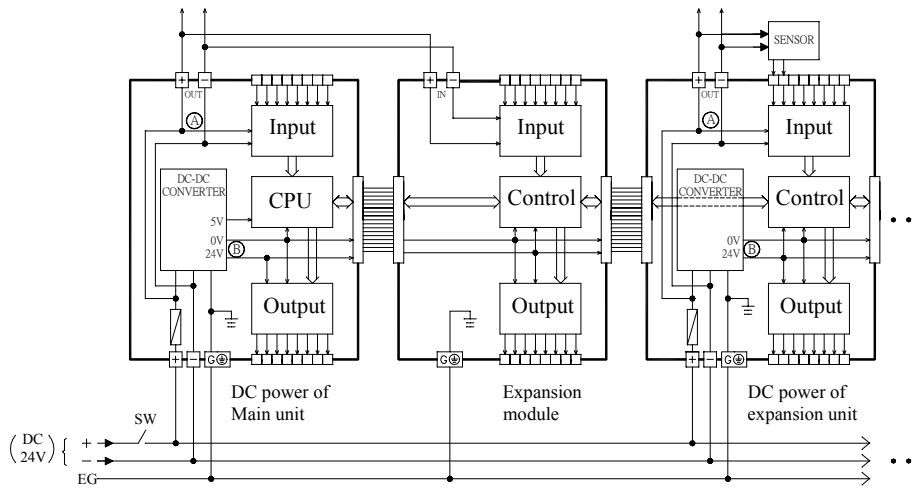 SENSOR
+ −
OUT
+ −
IN
+ −
OUT
A
A
Input
Input
Input
DC-DC
CONVERTER
CPU
Control
DC-DC
CONVERTER
Control
5V
0V
24V
B
0V
24V
B
Output
Output
Output
+ − G
G
+ − G
DC power of
Main unit
Expansion
module
DC power of
expansion unit
SW
(DC
24V)
+
−
EG